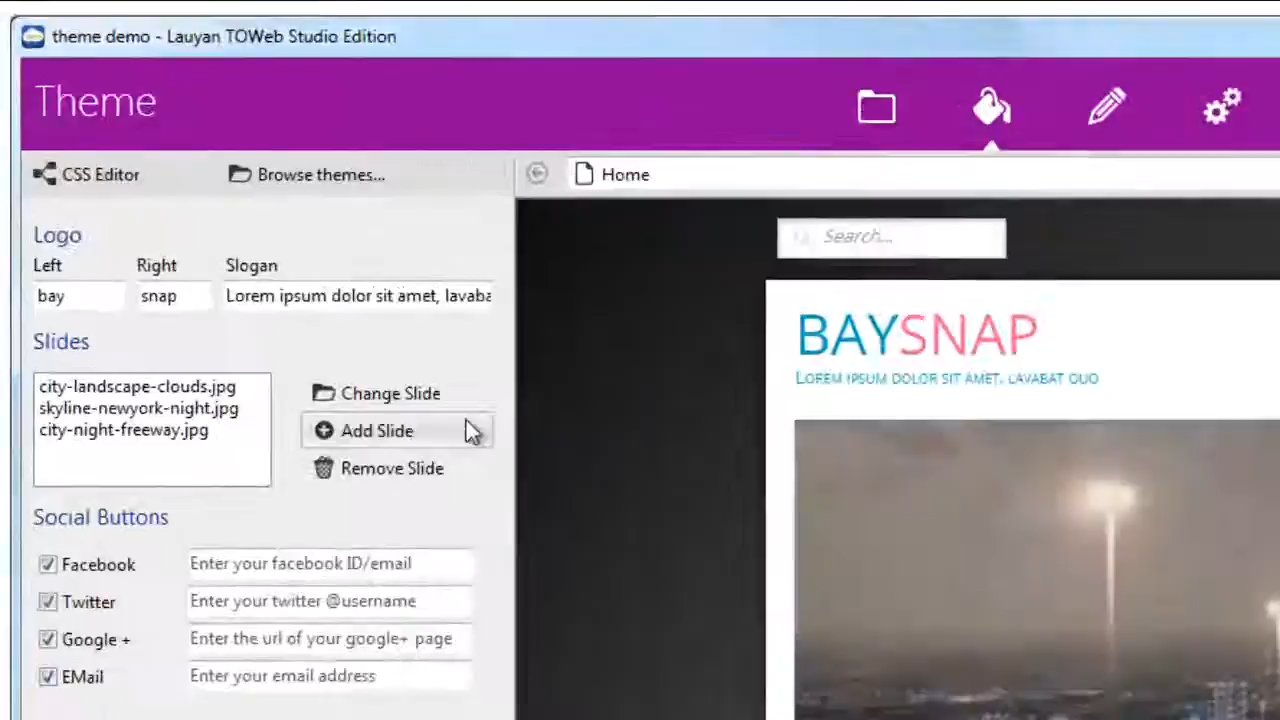 theme demo - Lauyan TOWeb Studio Edition
Theme
CSS Editor
Browse themes...
Home
Search...
Logo
Left Right Slogan
bay snap Lorem ipsum dolor sit amet, lavaba
BAYSNAP
LOREM IPSUM DOLOR SIT AMET, LAVABAT QUO
Slides
city-landscape-clouds.jpg
skyline-newyork-night.jpg
city-night-freeway.jpg
Change Slide
Add Slide
Remove Slide
Social Buttons
Facebook Enter your facebook ID/email
Twitter Enter your twitter @username
Google + Enter the url of your google+ page
EMail Enter your email address